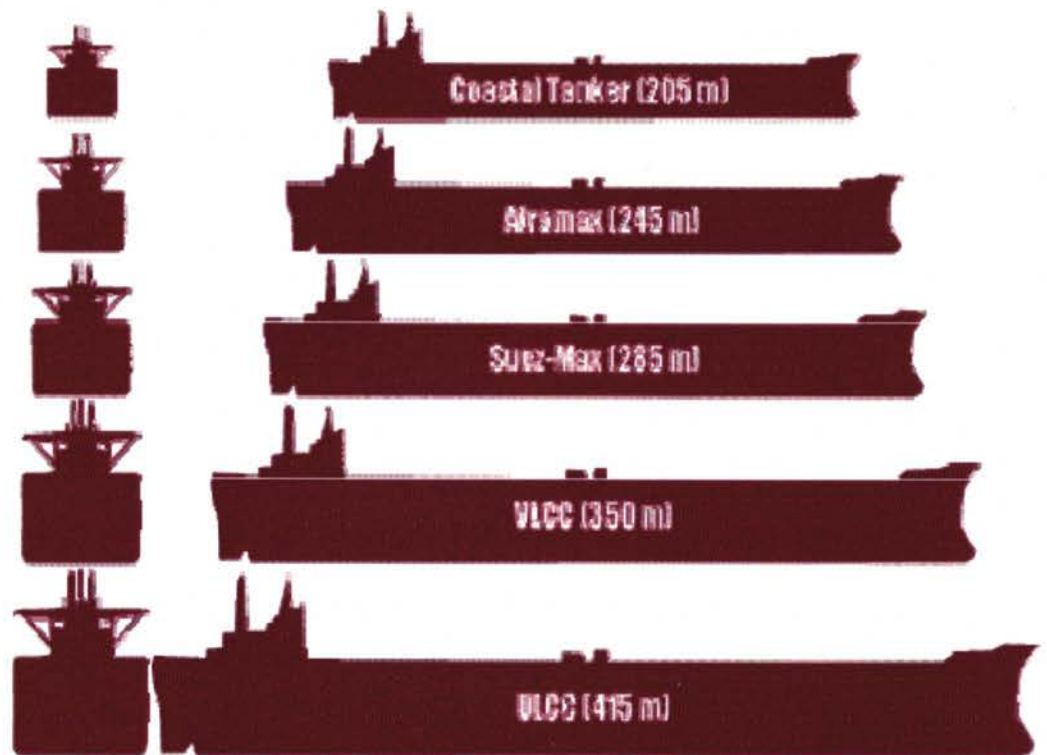 Coastal Tanker (205 m)
Aframax (245 m)
Suez-Max (285 m)
VLCC (350 m)
ULCC (415 m)